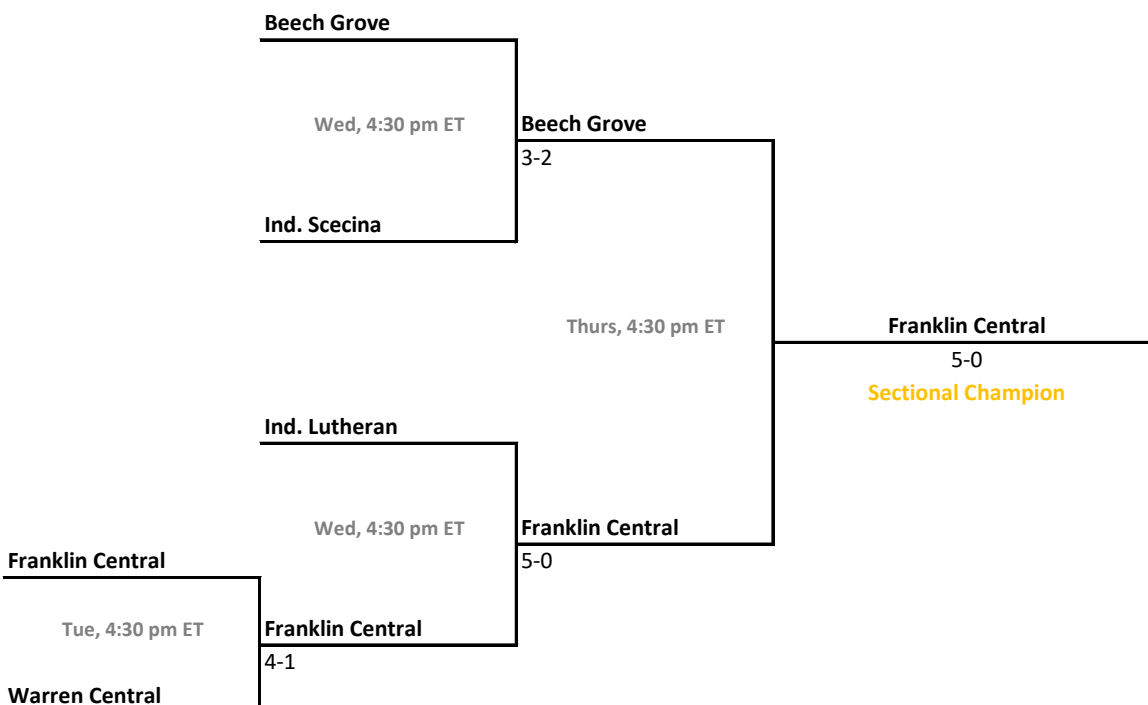 Beech Grove
Wed, 4:30 pm ET
Beech Grove
3-2
Ind. Scecina
Thurs, 4:30 pm ET
Franklin Central
5-0
Sectional Champion
Ind. Lutheran
Wed, 4:30 pm ET
Franklin Central
5-0
Franklin Central
Tue, 4:30 pm ET
Franklin Central
4-1
Warren Central